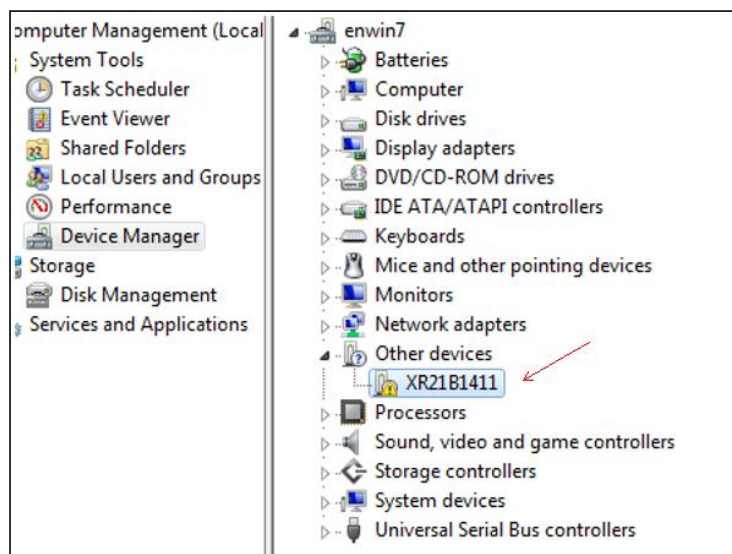 omputer Management (Local
System Tools
Task Scheduler
Event Viewer
Shared Folders
Local Users and Groups
Performance
Device Manager
Storage
Disk Management
Services and Applications
enwin7
Batteries
Computer
Disk drives
Display adapters
DVD/CD-ROM drives
IDE ATA/ATAPI controllers
Keyboards
Mice and other pointing devices
Monitors
Network adapters
Other devices
XR21B1411
Processors
Sound, video and game controllers
Storage controllers
System devices
Universal Serial Bus controllers